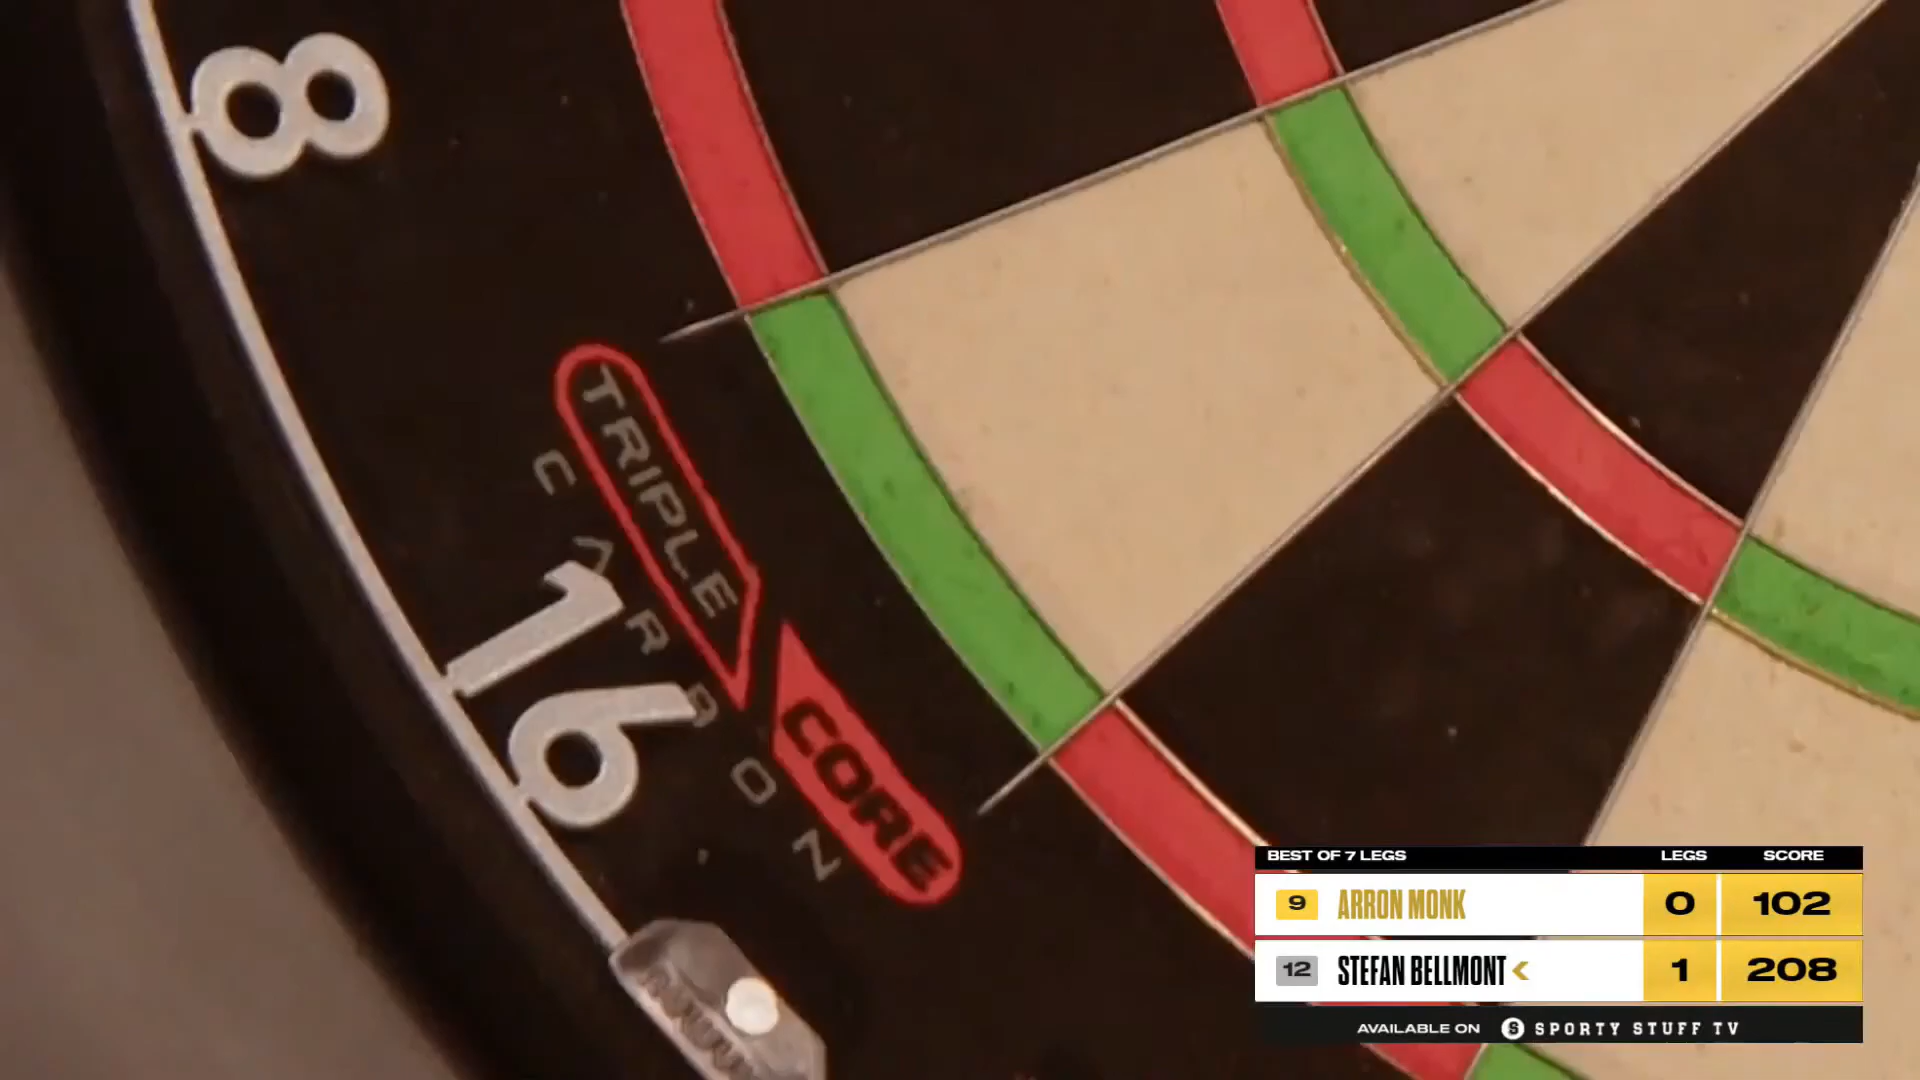 8
TRIPLE
CARBON
16
CORE
BEST OF 7 LEGS LEGS SCORE
9 ARRON MONK 0 102
12 STEFAN BELLMONT 1 208
AVAILABLE ON S SPORTY STUFF TV